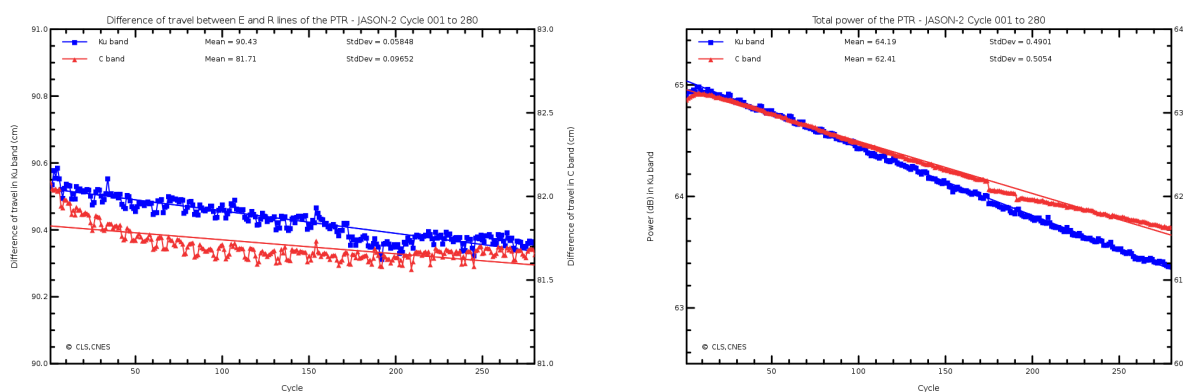 Difference of travel between E and R lines of the PTR - JASON-2 Cycle 001 to 280
91.0
90.8
90.6
90.4
90.2
90.0
83.0
82.5
82.0
81.5
81.0
Ku band Mean = 90.43 StdDev = 0.05848
C band Mean = 81.71 StdDev = 0.09652
Difference of travel in Ku band (cm)
Difference of travel in C band (cm)
© CLS,CNES
50 100 150 200 250
Cycle
Total power of the PTR - JASON-2 Cycle 001 to 280
65
64
63
64
63
62
61
Ku band Mean = 64.19 StdDev = 0.4901
C band Mean = 62.41 StdDev = 0.5054
Power (dB) in Ku band
© CLS,CNES
50 100 150 200 250
Cycle